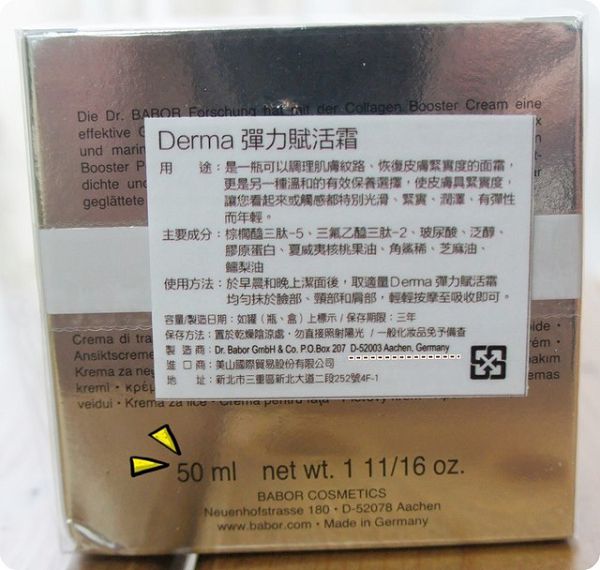 Die Dr. BABOR Forschung hat mit der Collagen Booster Cream eine
effektive
und marin
Booster P
dichte und
geglättete
Derma 彈力賦活霜
用 途：是一瓶可以調理肌膚紋路、恢復皮膚緊實度的面霜，
更是另一種溫和的有效保養選擇，使皮膚具緊實度，
讓您看起來或觸感都特別光滑、緊實、潤澤、有彈性
而年輕。
主要成分：棕櫚醯三肽-5、三氟乙醯三肽-2、玻尿酸、泛醇、
膠原蛋白、夏威夷核桃果油、角鯊稀、芝麻油、
鱷梨油
使用方法：於早晨和晚上潔面後，取適量Derma 彈力賦活霜
均勻抹於臉部、頸部和肩部，輕輕按摩至吸收即可。
容量/製造日期：如罐（瓶、盒）上標示 / 保存期限：三年
保存方法：置於乾燥陰涼處，勿直接照射陽光 / 一般化妝品免予備查
製 造 商：Dr. Babor GmbH & Co. P.O.Box 207 D-52003 Aachen, Germany
進 口 商：美山國際貿易股份有限公司
地 址：新北市三重區新北大道二段252號4F-1
Crema di tra
Ansiktscreme
Krema za neg
kremi • κρέμ
veidui • Krema za lice • Crema pentru față
50 ml net wt. 1 11/16 oz.
BABOR COSMETICS
Neuenhofstrasse 180 • D-52078 Aachen
www.babor.com • Made in Germany